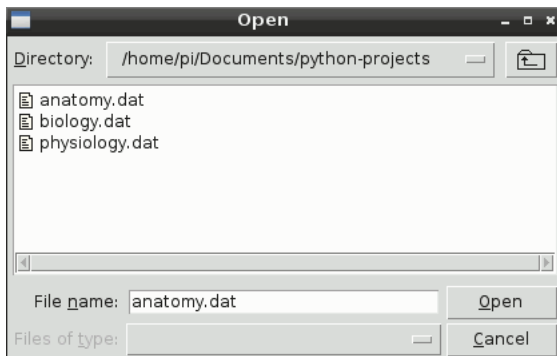 Open
Directory: /home/pi/Documents/python-projects
anatomy.dat
biology.dat
physiology.dat
File name: anatomy.dat Open
Files of type: Cancel